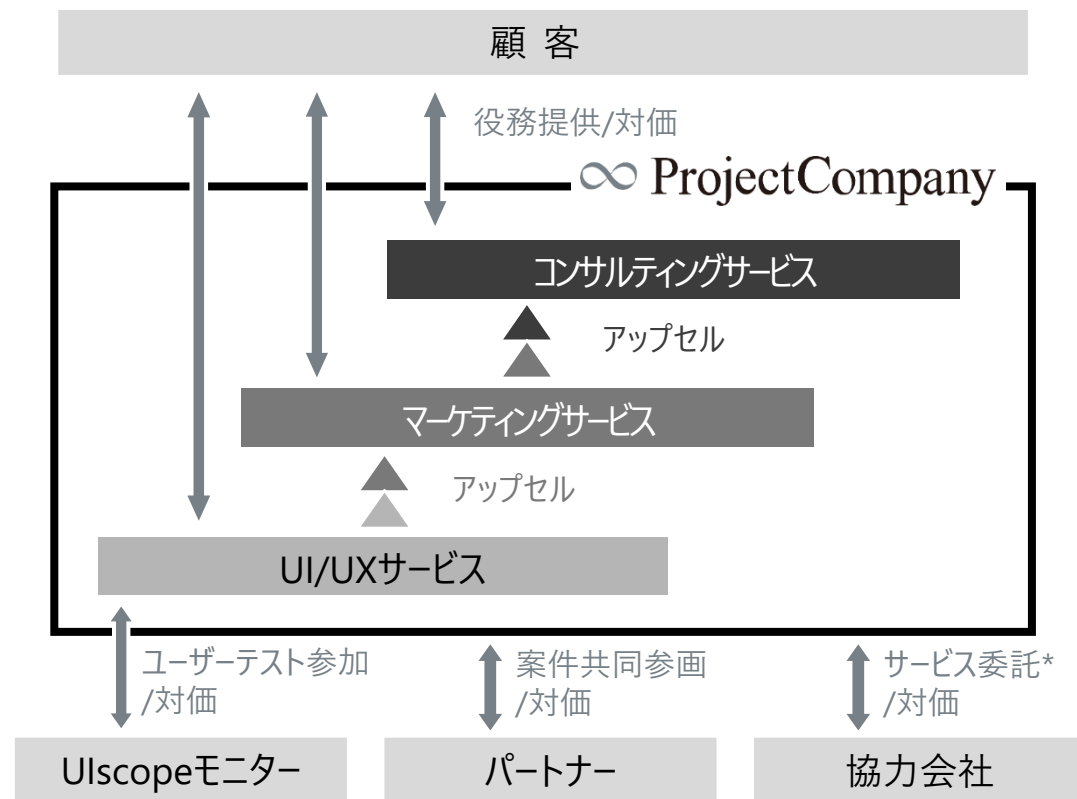 顧 客
役務提供/対価
∞ ProjectCompany
コンサルティングサービス
アップセル
マーケティングサービス
アップセル
UI/UXサービス
ユーザーテスト参加
/対価
案件共同参画
/対価
サービス委託*
/対価
UIscopeモニター
パートナー
協力会社